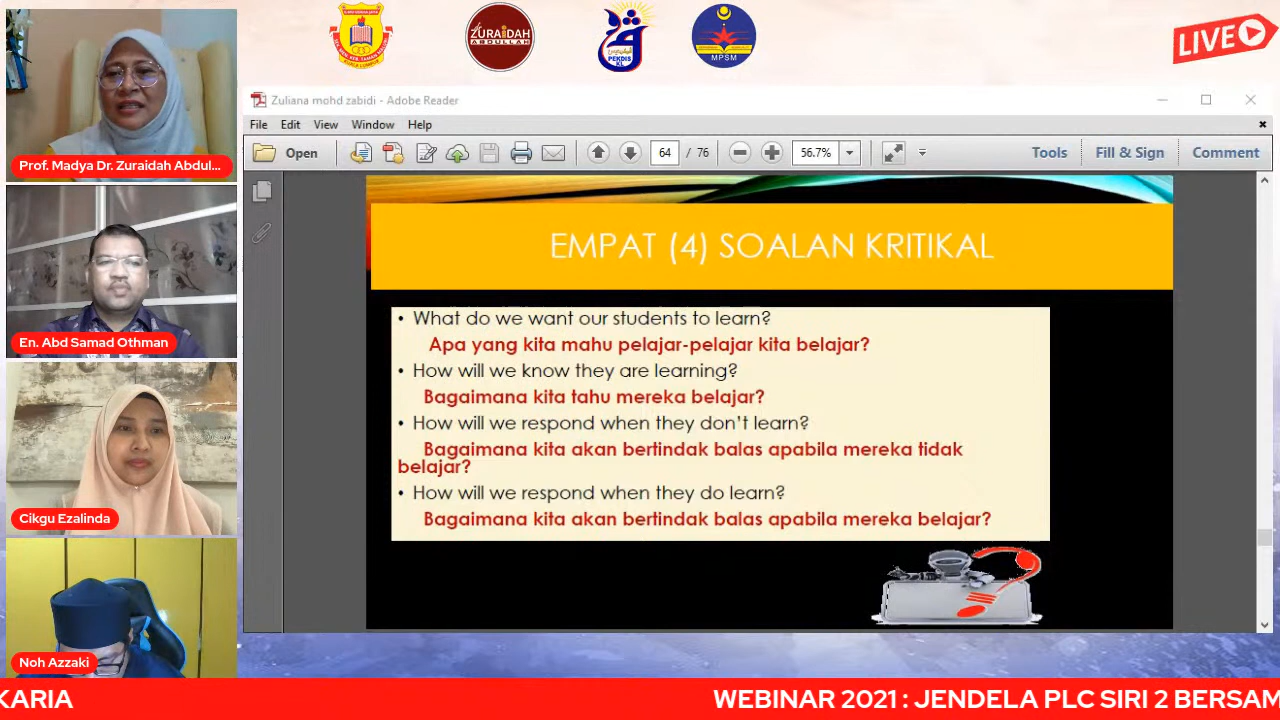 ZURAIDAH
ABDULLAH
PEKDIS
KL
MPSM
LIVE
Prof. Madya Dr. Zuraidah Abdul...
En. Abd Samad Othman
Cikgu Ezalinda
Noh Azzaki
Zuliana mohd zabidi - Adobe Reader
File Edit View Window Help
Open 64 / 76 56.7% Tools Fill & Sign Comment
EMPAT (4) SOALAN KRITIKAL
• What do we want our students to learn?
Apa yang kita mahu pelajar-pelajar kita belajar?
• How will we know they are learning?
Bagaimana kita tahu mereka belajar?
• How will we respond when they don't learn?
Bagaimana kita akan bertindak balas apabila mereka tidak
belajar?
• How will we respond when they do learn?
Bagaimana kita akan bertindak balas apabila mereka belajar?
KARIA WEBINAR 2021 : JENDELA PLC SIRI 2 BERSAM